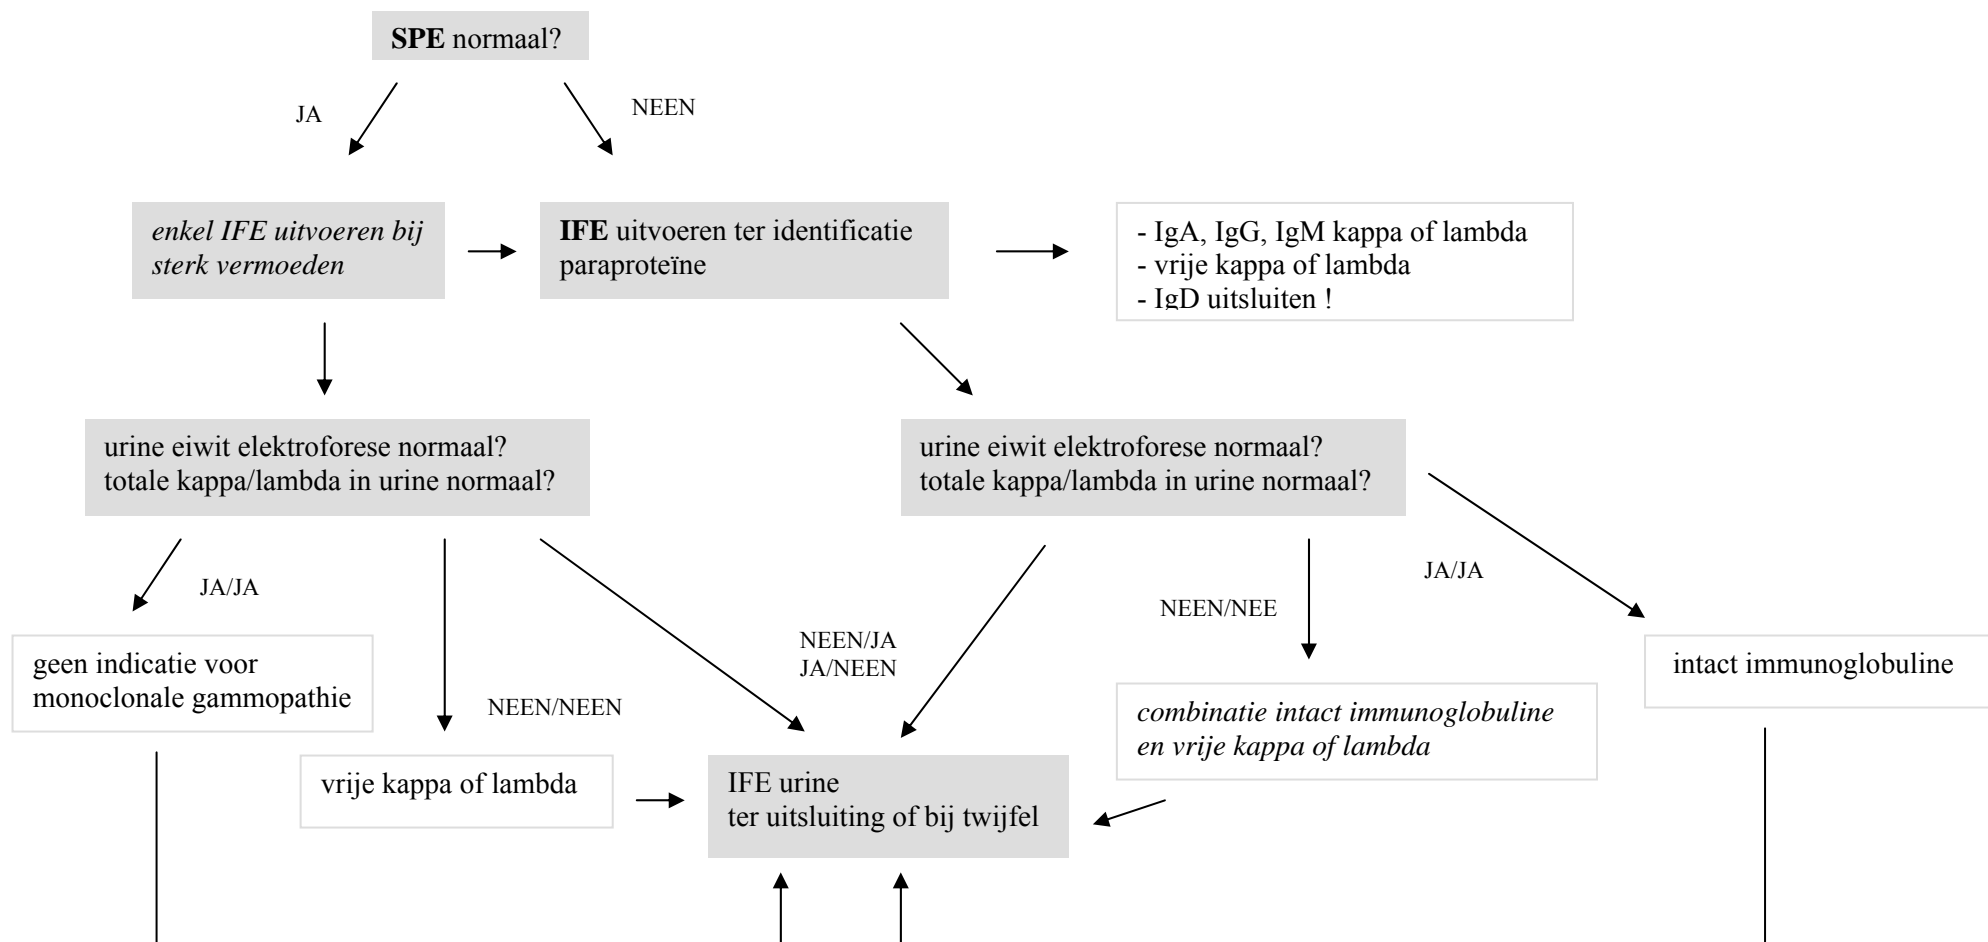 SPE normaal?
JA
NEEN
enkel IFE uitvoeren bij
sterk vermoeden
IFE uitvoeren ter identificatie
paraproteïne
- IgA, IgG, IgM kappa of lambda
- vrije kappa of lambda
- IgD uitsluiten !
urine eiwit elektroforese normaal?
totale kappa/lambda in urine normaal?
urine eiwit elektroforese normaal?
totale kappa/lambda in urine normaal?
JA/JA
NEEN/JA
JA/NEEN
NEEN/NEE
JA/JA
geen indicatie voor
monoclonale gammopathie
NEEN/NEEN
combinatie intact immunoglobuline
en vrije kappa of lambda
intact immunoglobuline
vrije kappa of lambda
IFE urine
ter uitsluiting of bij twijfel